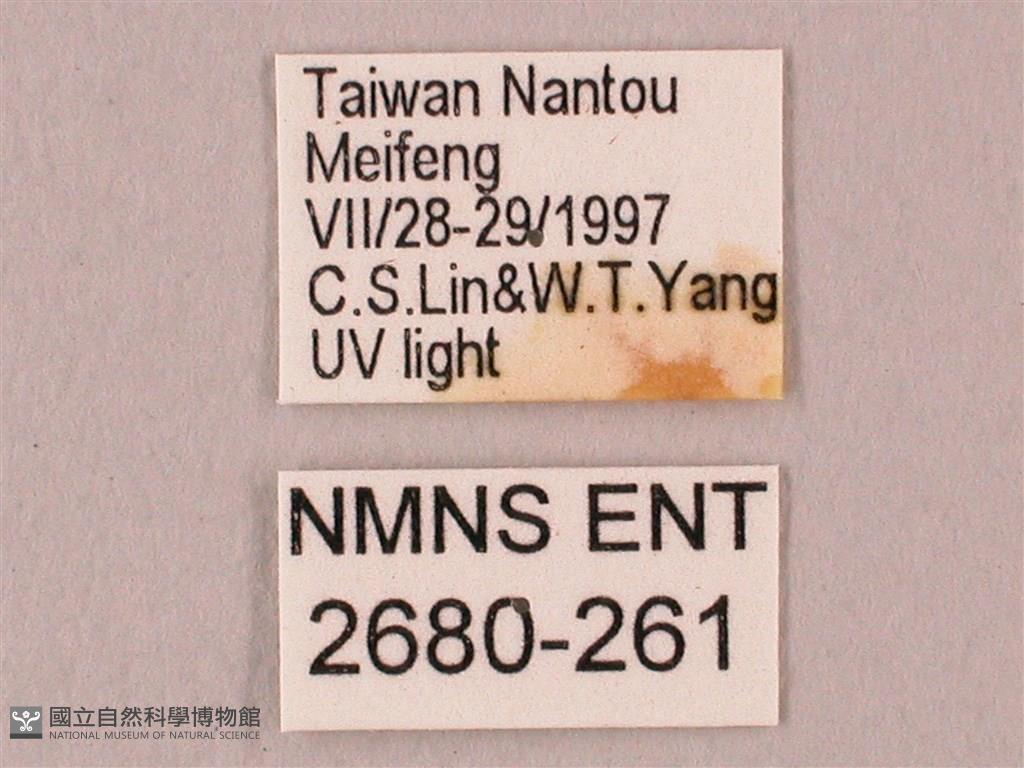 Taiwan Nantou
Meifeng
VII/28-29/1997
C.S.Lin&W.T.Yang
UV light
NMNS ENT
2680-261
國立自然科學博物館
NATIONAL MUSEUM OF NATURAL SCIENCE